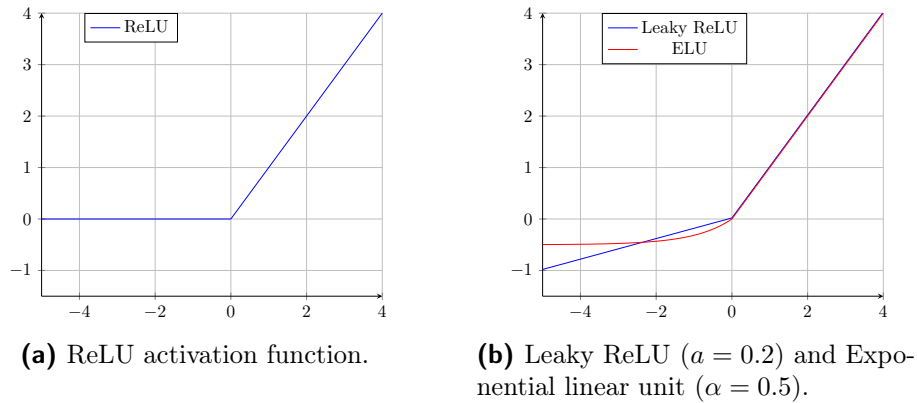 4
3
2
1
0
−1
−4 −2 0 2 4
ReLU
(a) ReLU activation function.
4
3
2
1
0
−1
−4 −2 0 2 4
Leaky ReLU
ELU
(b) Leaky ReLU (a = 0.2) and Expo-
nential linear unit (α = 0.5).